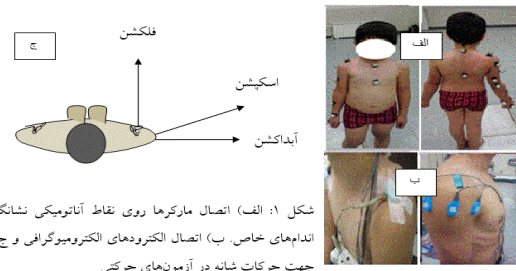 فلکشن
ج
الف
اسکپشن
آبداکشن
ب
شکل ۱: الف) اتصال مارکرها روی نقاط آناتومیکی نشانگ
اندام‌های خاص. ب) اتصال الکترودهای الکترومیوگرافی و ج
جهت حرکات شانه در آزمون‌های حرکتی.